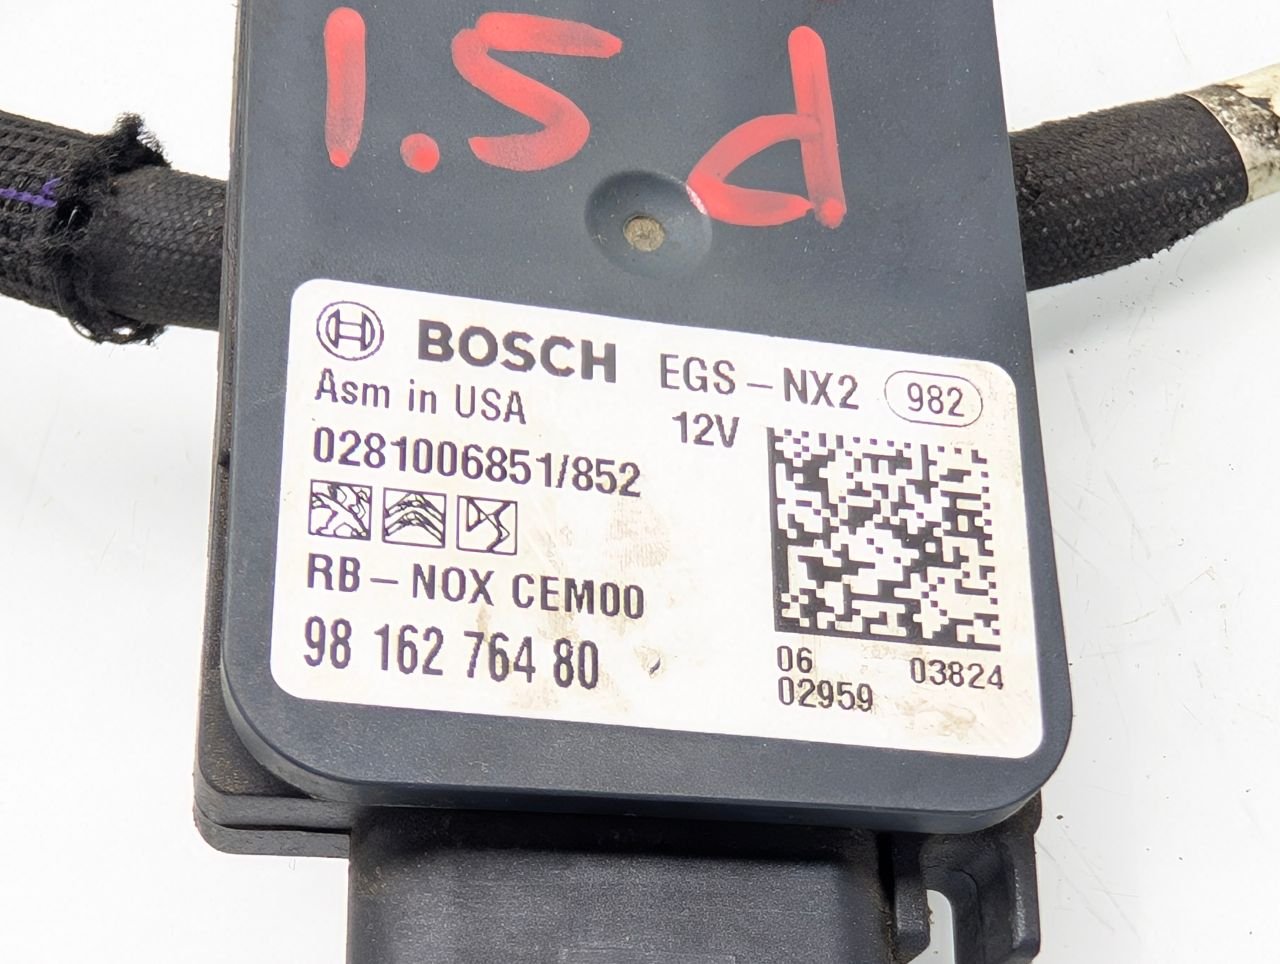 1.5d
BOSCH EGS-NX2 982
Asm in USA 12V
0281006851/852
RB-NOX CEM00
98 162 764 80
06 03824
02959